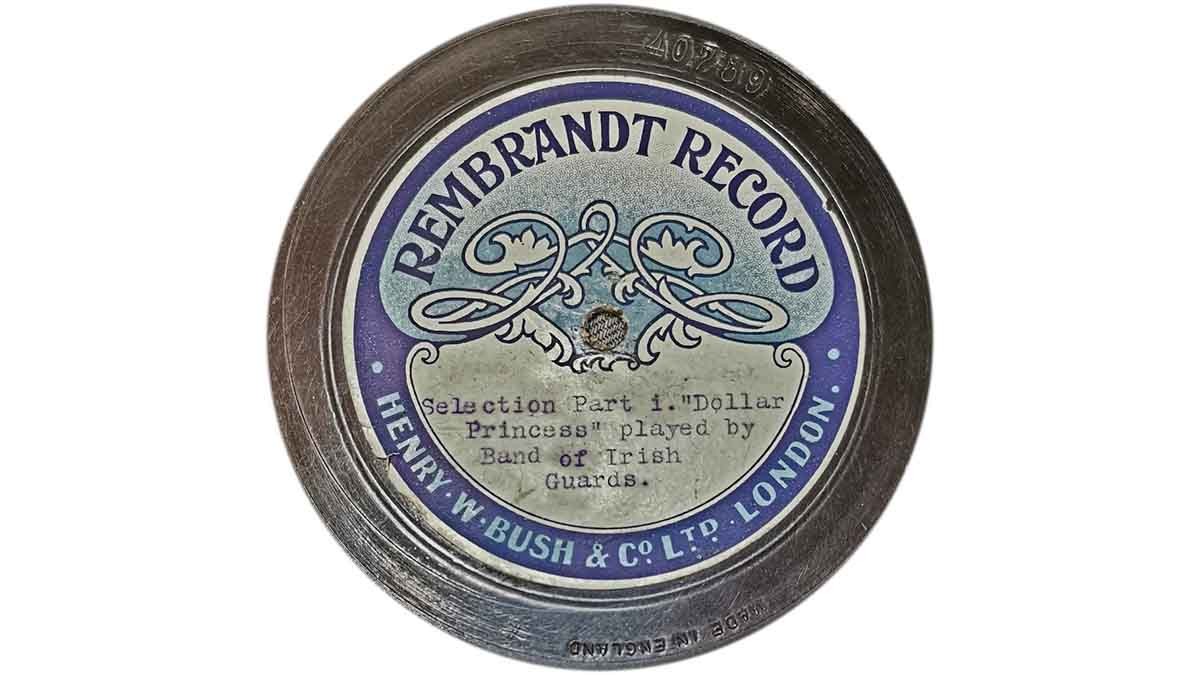 40789
REMBRANDT RECORD
Selection Part i. "Dollar
Princess" played by
Band of Irish
Guards.
• HENRY • W • BUSH & Cº LTD • LONDON. •
MADE IN ENGLAND